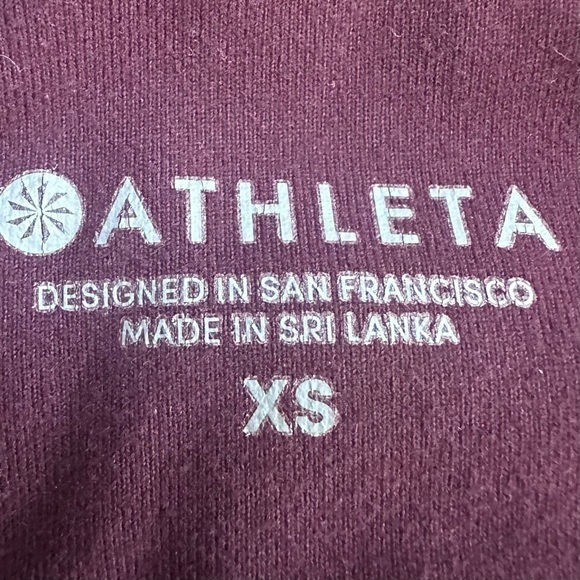 ATHLETA
DESIGNED IN SAN FRANCISCO
MADE IN SRI LANKA
XS